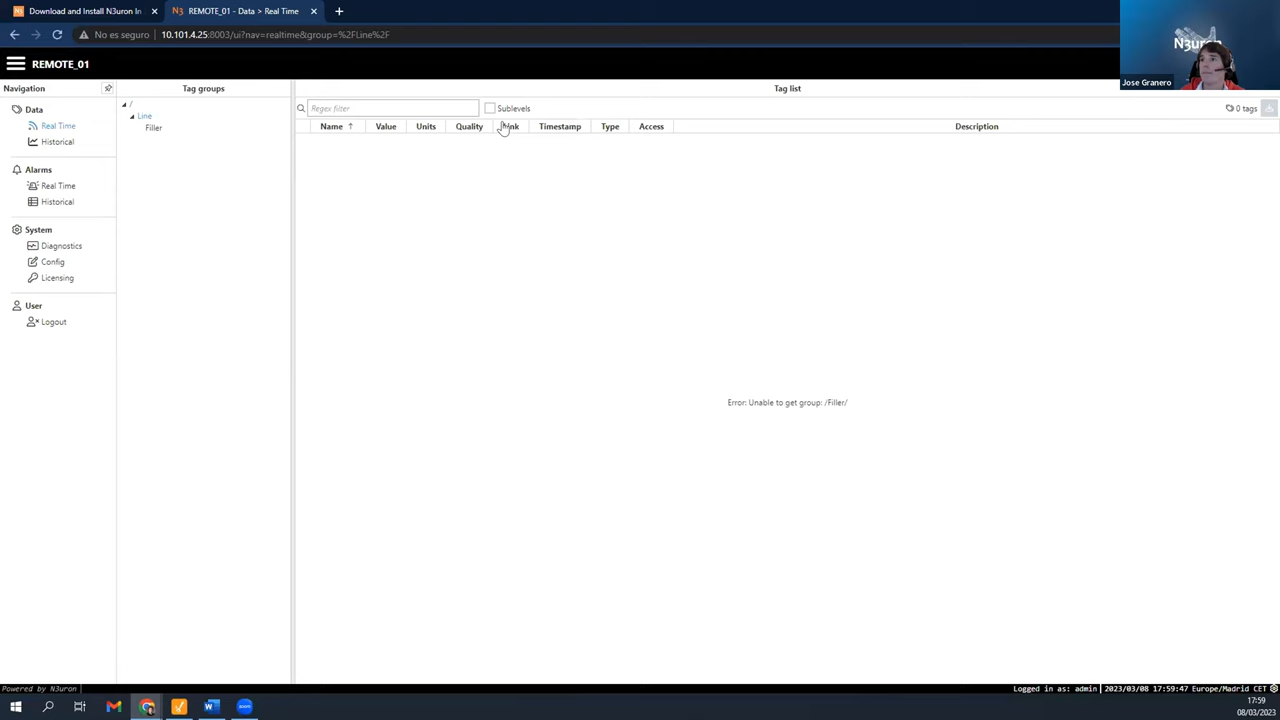 Download and Install N3uron In
REMOTE_01 - Data > Real Time
No es seguro
10.101.4.25:8003/ui?nav=realtime&group=%2FLine%2F
N3uron
Jose Granero
REMOTE_01
Navigation
Tag groups
Tag list
Data
Real Time
Historical
Alarms
Real Time
Historical
System
Diagnostics
Config
Licensing
User
Logout
/
Line
Filler
Regex filter
Sublevels
0 tags
Name ↑ Value Units Quality Timestamp Type Access Description
Error: Unable to get group: /Filler/
Powered by N3uron
Logged in as: admin | 2023/03/08 17:59:47 Europe/Madrid CET
17:59
08/03/2023